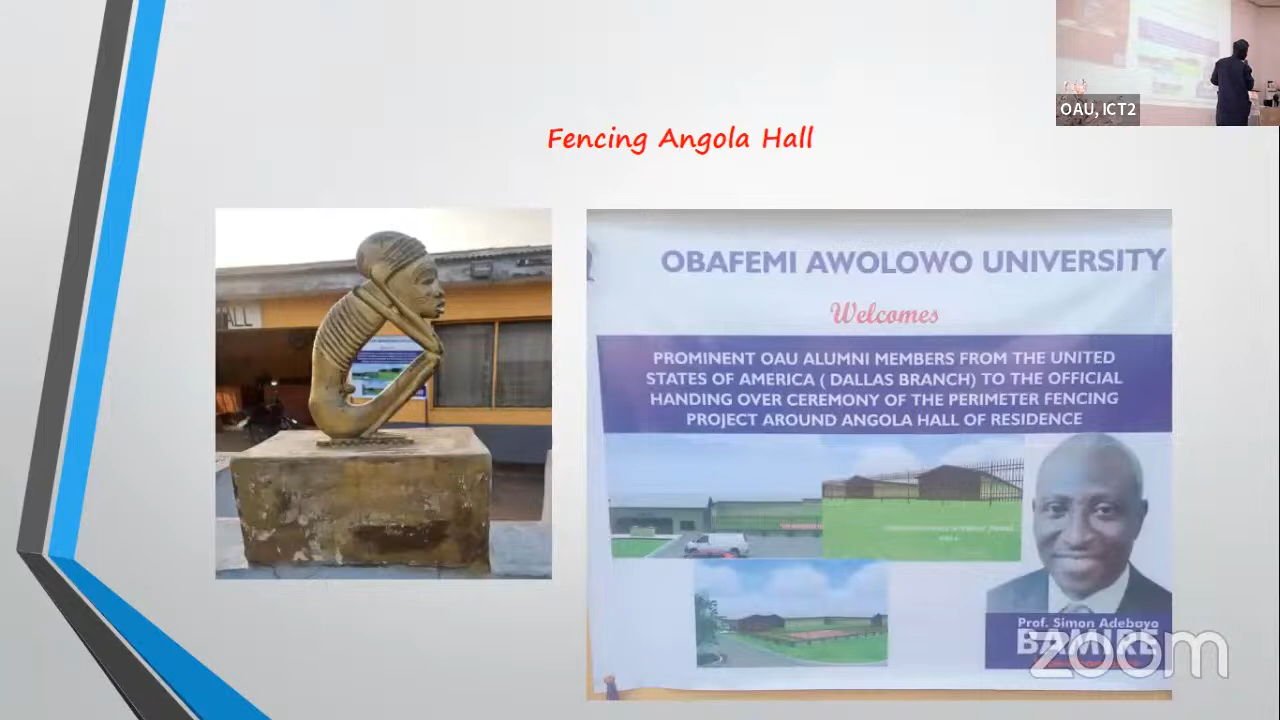 OAU, ICT2
Fencing Angola Hall
ALL
OBAFEMI AWOLOWO UNIVERSITY
Welcomes
PROMINENT OAU ALUMNI MEMBERS FROM THE UNITED
STATES OF AMERICA ( DALLAS BRANCH) TO THE OFFICIAL
HANDING OVER CEREMONY OF THE PERIMETER FENCING
PROJECT AROUND ANGOLA HALL OF RESIDENCE
Prof. Simon Adebayo
BAMIRE
zoom